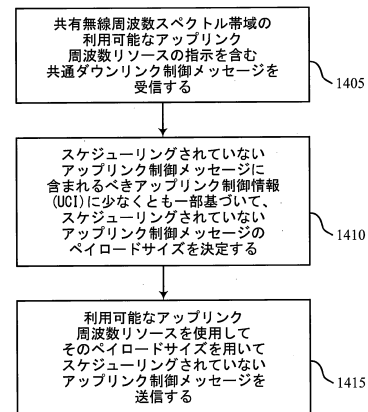 共有無線周波数スペクトル帯域の
利用可能なアップリンク
周波数リソースの指示を含む
共通ダウンリンク制御メッセージを
受信する
1405
スケジューリングされていない
アップリンク制御メッセージに
含まれるべきアップリンク制御情報
(UCI)に少なくとも一部基づいて、
スケジューリングされていない
アップリンク制御メッセージの
ペイロードサイズを決定する
1410
利用可能なアップリンク
周波数リソースを使用して
そのペイロードサイズを用いて
スケジューリングされていない
アップリンク制御メッセージを
送信する
1415